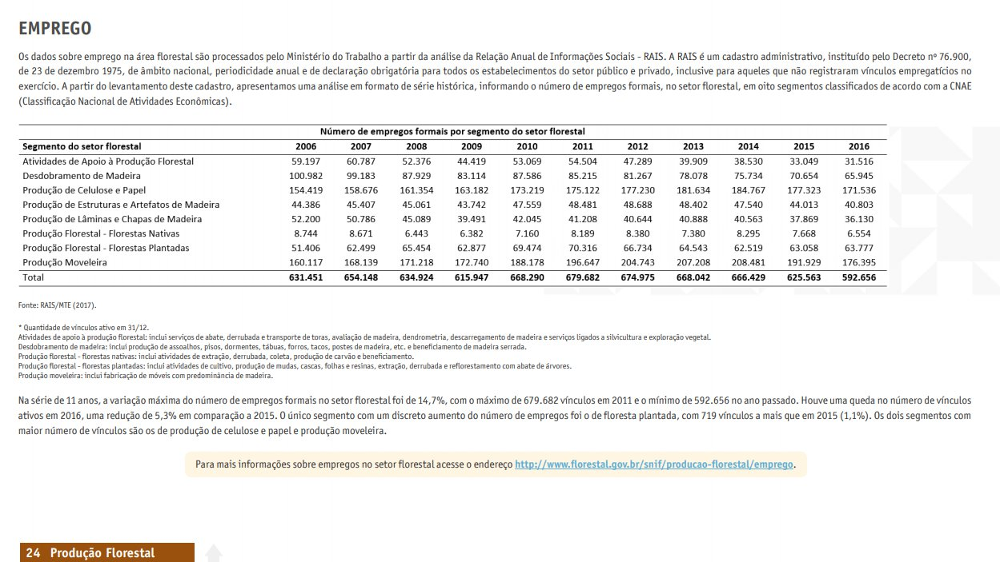 EMPREGO
Os dados sobre emprego na área florestal são processados pelo Ministério do Trabalho a partir da análise da Relação Anual de Informações Sociais - RAIS. A RAIS é um cadastro administrativo, instituído pelo Decreto nº 76.900,
de 23 de dezembro 1975, de âmbito nacional, periodicidade anual e de declaração obrigatória para todos os estabelecimentos do setor público e privado, inclusive para aqueles que não registraram vínculos empregatícios no
exercício. A partir do levantamento deste cadastro, apresentamos uma análise em formato de série histórica, informando o número de empregos formais, no setor florestal, em oito segmentos classificados de acordo com a CNAE
(Classificação Nacional de Atividades Econômicas).
Número de empregos formais por segmento do setor florestal
Segmento do setor florestal 2006 2007 2008 2009 2010 2011 2012 2013 2014 2015 2016
Atividades de Apoio à Produção Florestal 59.197 60.787 52.376 44.419 53.069 54.504 47.289 39.909 38.530 33.049 31.516
Desdobramento de Madeira 100.982 99.183 87.929 83.114 87.586 85.215 81.267 78.078 75.734 70.654 65.945
Produção de Celulose e Papel 154.419 158.676 161.354 163.182 173.219 175.122 177.230 181.634 184.767 177.323 171.536
Produção de Estruturas e Artefatos de Madeira 44.386 45.407 45.061 43.742 47.559 48.481 48.688 48.402 47.540 44.013 40.803
Produção de Lâminas e Chapas de Madeira 52.200 50.786 45.089 39.491 42.045 41.208 40.644 40.888 40.563 37.869 36.130
Produção Florestal - Florestas Nativas 8.744 8.671 6.443 6.382 7.160 8.189 8.380 7.380 8.295 7.668 6.554
Produção Florestal - Florestas Plantadas 51.406 62.499 65.454 62.877 69.474 70.316 66.734 64.543 62.519 63.058 63.777
Produção Moveleira 160.117 168.139 171.218 172.740 188.178 196.647 204.743 207.208 208.481 191.929 176.395
Total 631.451 654.148 634.924 615.947 668.290 679.682 674.975 668.042 666.429 625.563 592.656
Fonte: RAIS/MTE (2017).
* Quantidade de vínculos ativo em 31/12.
Atividades de apoio à produção florestal: inclui serviços de abate, derrubada e transporte de toras, avaliação de madeira, dendrometria, descarregamento de madeira e serviços ligados a silvicultura e exploração vegetal.
Desdobramento de madeira: inclui produção de assoalhos, pisos, dormentes, tábuas, forros, tacos, postes de madeira, etc. e beneficiamento de madeira serrada.
Produção florestal - florestas nativas: inclui atividades de extração, derrubada, coleta, produção de carvão e beneficiamento.
Produção florestal - florestas plantadas: inclui atividades de cultivo, produção de mudas, cascas, folhas e resinas, extração, derrubada e reflorestamento com abate de árvores.
Produção moveleira: inclui fabricação de móveis com predominância de madeira.
Na série de 11 anos, a variação máxima do número de empregos formais no setor florestal foi de 14,7%, com o máximo de 679.682 vínculos em 2011 e o mínimo de 592.656 no ano passado. Houve uma queda no número de vínculos
ativos em 2016, uma redução de 5,3% em comparação a 2015. O único segmento com um discreto aumento do número de empregos foi o de floresta plantada, com 719 vínculos a mais que em 2015 (1,1%). Os dois segmentos com
maior número de vínculos são os de produção de celulose e papel e produção moveleira.
Para mais informações sobre empregos no setor florestal acesse o endereço http://www.florestal.gov.br/snif/producao-florestal/emprego.
24 Produção Florestal